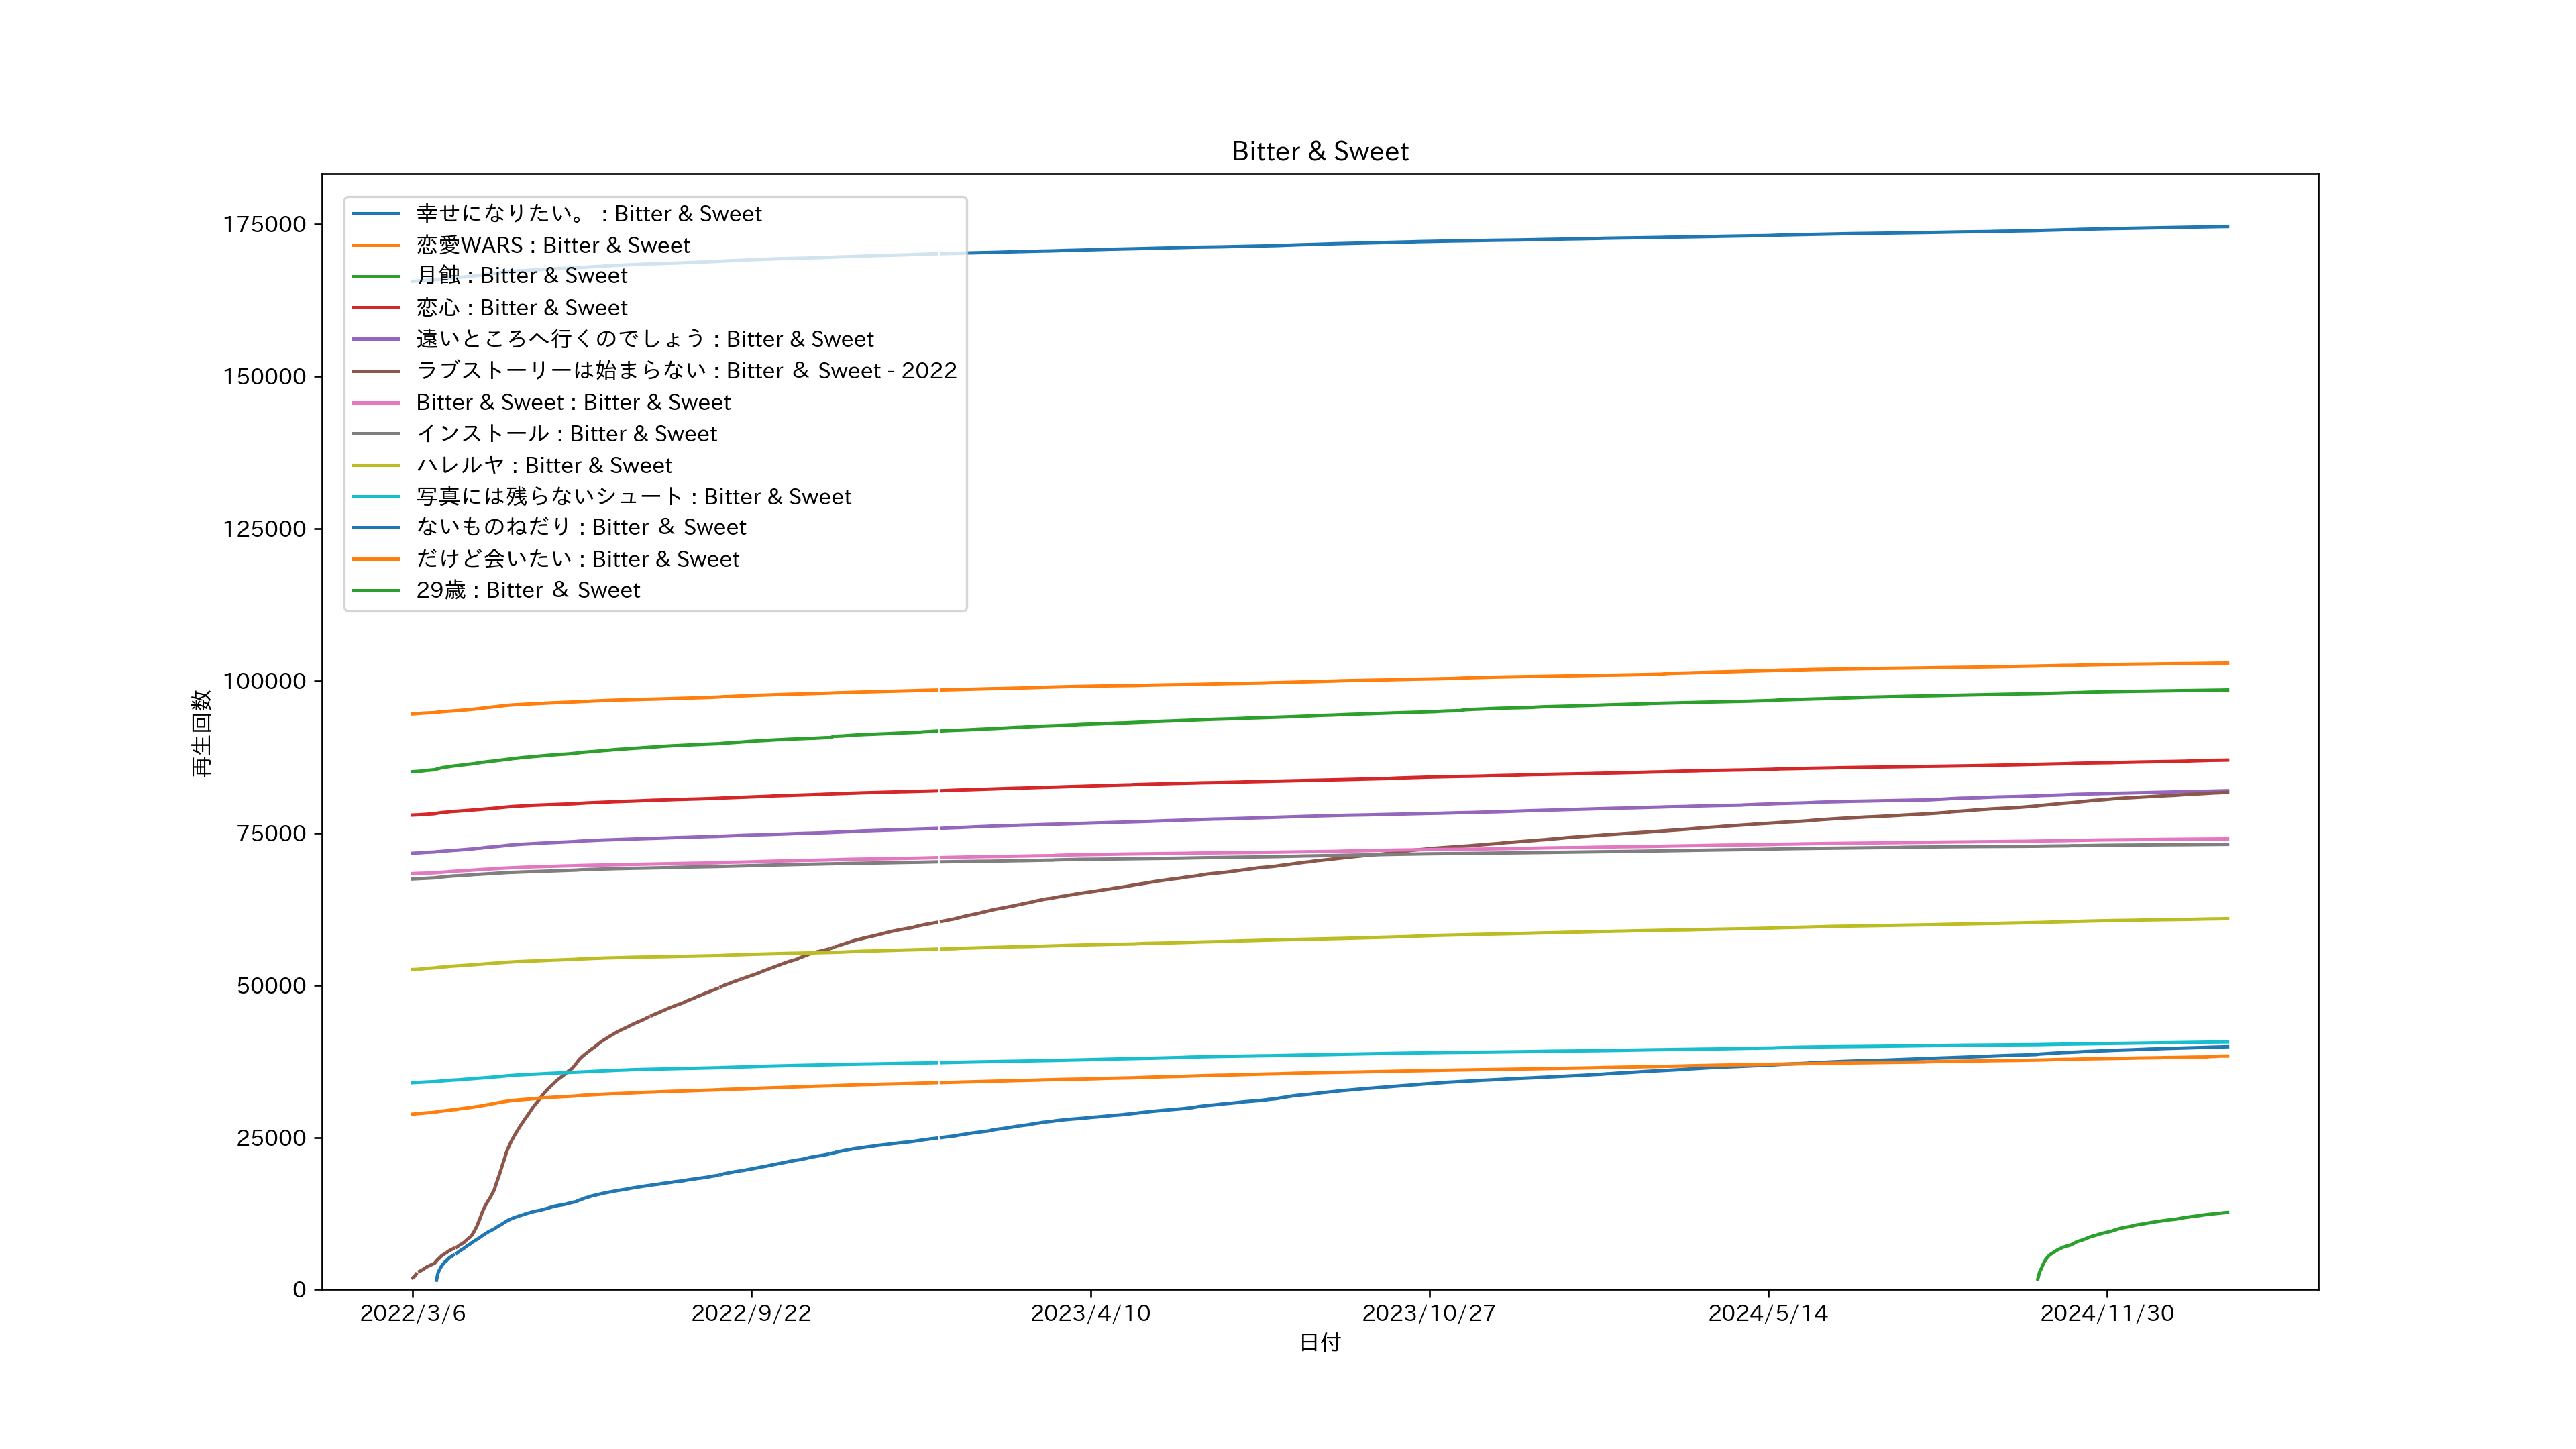 Bitter & Sweet
175000
150000
125000
100000
75000
50000
25000
0
再生回数
幸せになりたい。 : Bitter & Sweet
恋愛WARS : Bitter & Sweet
月蝕 : Bitter & Sweet
恋心 : Bitter & Sweet
遠いところへ行くのでしょう : Bitter & Sweet
ラブストーリーは始まらない : Bitter ＆ Sweet - 2022
Bitter & Sweet : Bitter & Sweet
インストール : Bitter & Sweet
ハレルヤ : Bitter & Sweet
写真には残らないシュート : Bitter & Sweet
ないものねだり : Bitter ＆ Sweet
だけど会いたい : Bitter & Sweet
29歳 : Bitter ＆ Sweet
2022/3/6 2022/9/22 2023/4/10 2023/10/27 2024/5/14 2024/11/30
日付